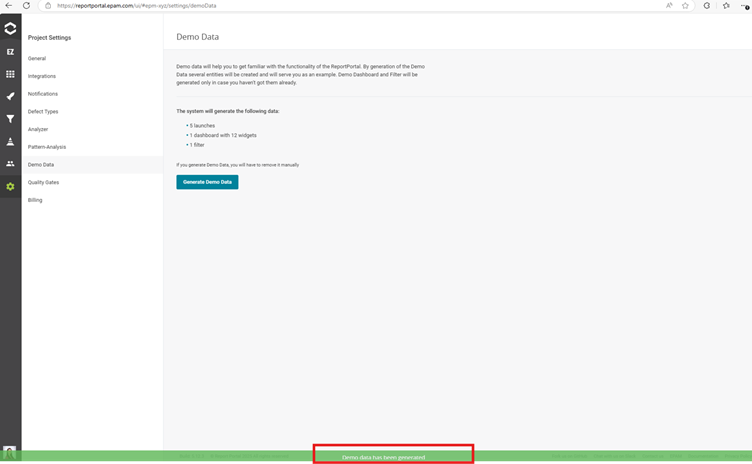 https://reportportal.epam.com/ui/#epm-xyz/settings/demoData
Project Settings
Demo Data
EZ
General
Demo data will help you to get familiar with the functionality of the ReportPortal. By generation of the Demo
Data several entities will be created and will serve you as an example. Demo Dashboard and Filter will be
generated only in case you haven't got them already.
Integrations
Notifications
Defect Types
The system will generate the following data:
Analyzer
• 5 launches
• 1 dashboard with 12 widgets
• 1 filter
Pattern-Analysis
Demo Data
If you generate Demo Data, you will have to remove it manually
Quality Gates
Generate Demo Data
Billing
Demo data has been generated